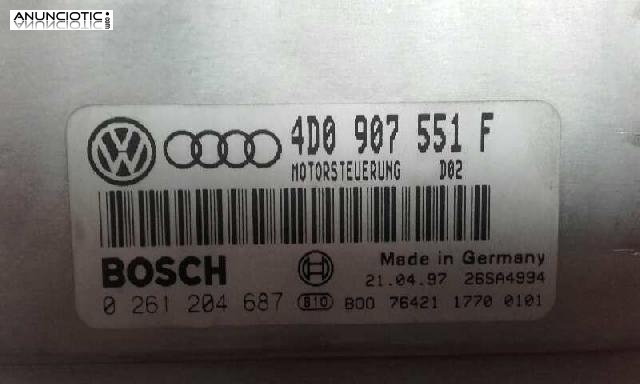 ANUNCIOTIC.com
4D0 907 551 F
MOTORSTEUERUNG D02
BOSCH
Made in Germany
21.04.97 26SA4994
0 261 204 687 B10 B00 76421 1770 0101